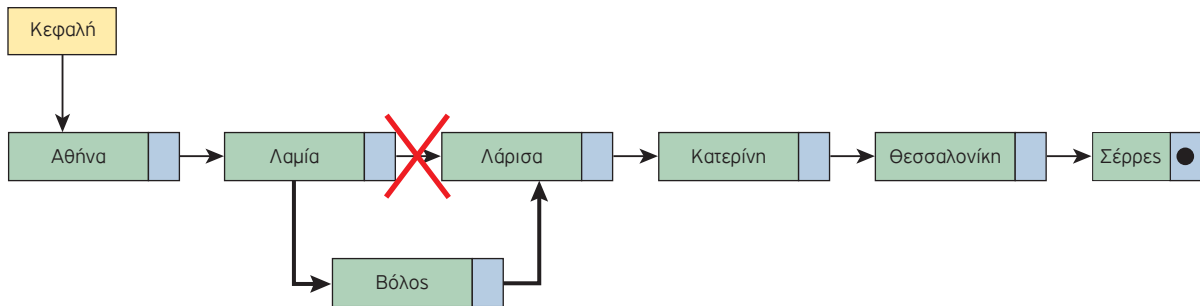 Κεφαλή
Αθήνα
Λαμία
Λάρισα
Κατερίνη
Θεσσαλονίκη
Σέρρες
Βόλος